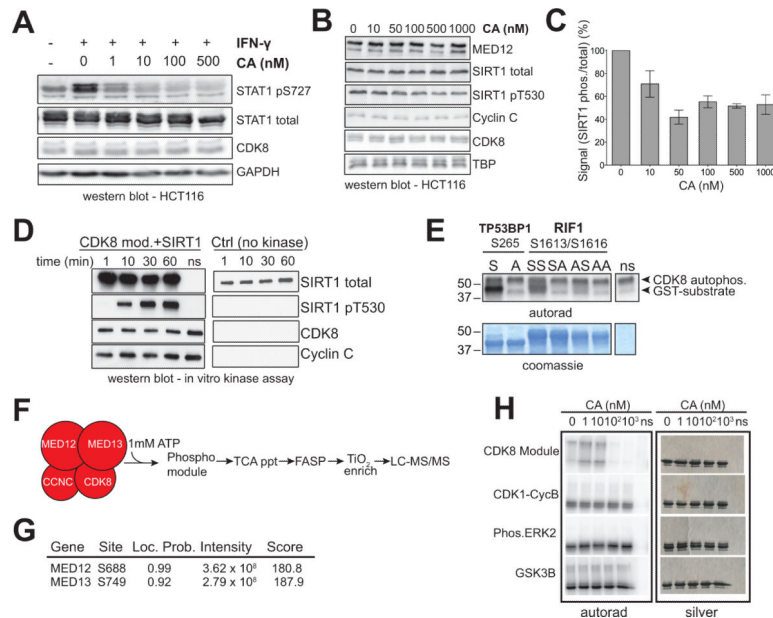 A
- + + + + + IFN-γ
- 0 1 10 100 500 CA (nM)
STAT1 pS727
STAT1 total
CDK8
GAPDH
western blot - HCT116
B
0 10 50 100 500 1000 CA (nM)
MED12
SIRT1 total
SIRT1 pT530
Cyclin C
CDK8
TBP
western blot - HCT116
C
Signal (SIRT1 phos./total) (%)
100
80
60
40
20
0
0 10 50 100 500 1000
CA (nM)
D
CDK8 mod.+SIRT1 Ctrl (no kinase)
time (min) 1 10 30 60 ns 1 10 30 60
SIRT1 total
SIRT1 pT530
CDK8
Cyclin C
western blot - in vitro kinase assay
E
TP53BP1 RIF1
S265 S1613/S1616
S A SS SA AS AA ns
50
37
CDK8 autophos.
GST-substrate
autorad
50
37
coomassie
F
MED12 MED13
CCNC CDK8
1mM ATP
Phospho module
TCA ppt
FASP
TiO2 enrich
LC-MS/MS
G
Gene Site Loc. Prob. Intensity Score
MED12 S688 0.99 3.62 x 10⁸ 180.8
MED13 S749 0.92 2.79 x 10⁸ 187.9
H
CA (nM) CA (nM)
0 1 10 10² 10³ ns 0 1 10 10² 10³ ns
CDK8 Module
CDK1-CycB
Phos.ERK2
GSK3B
autorad silver